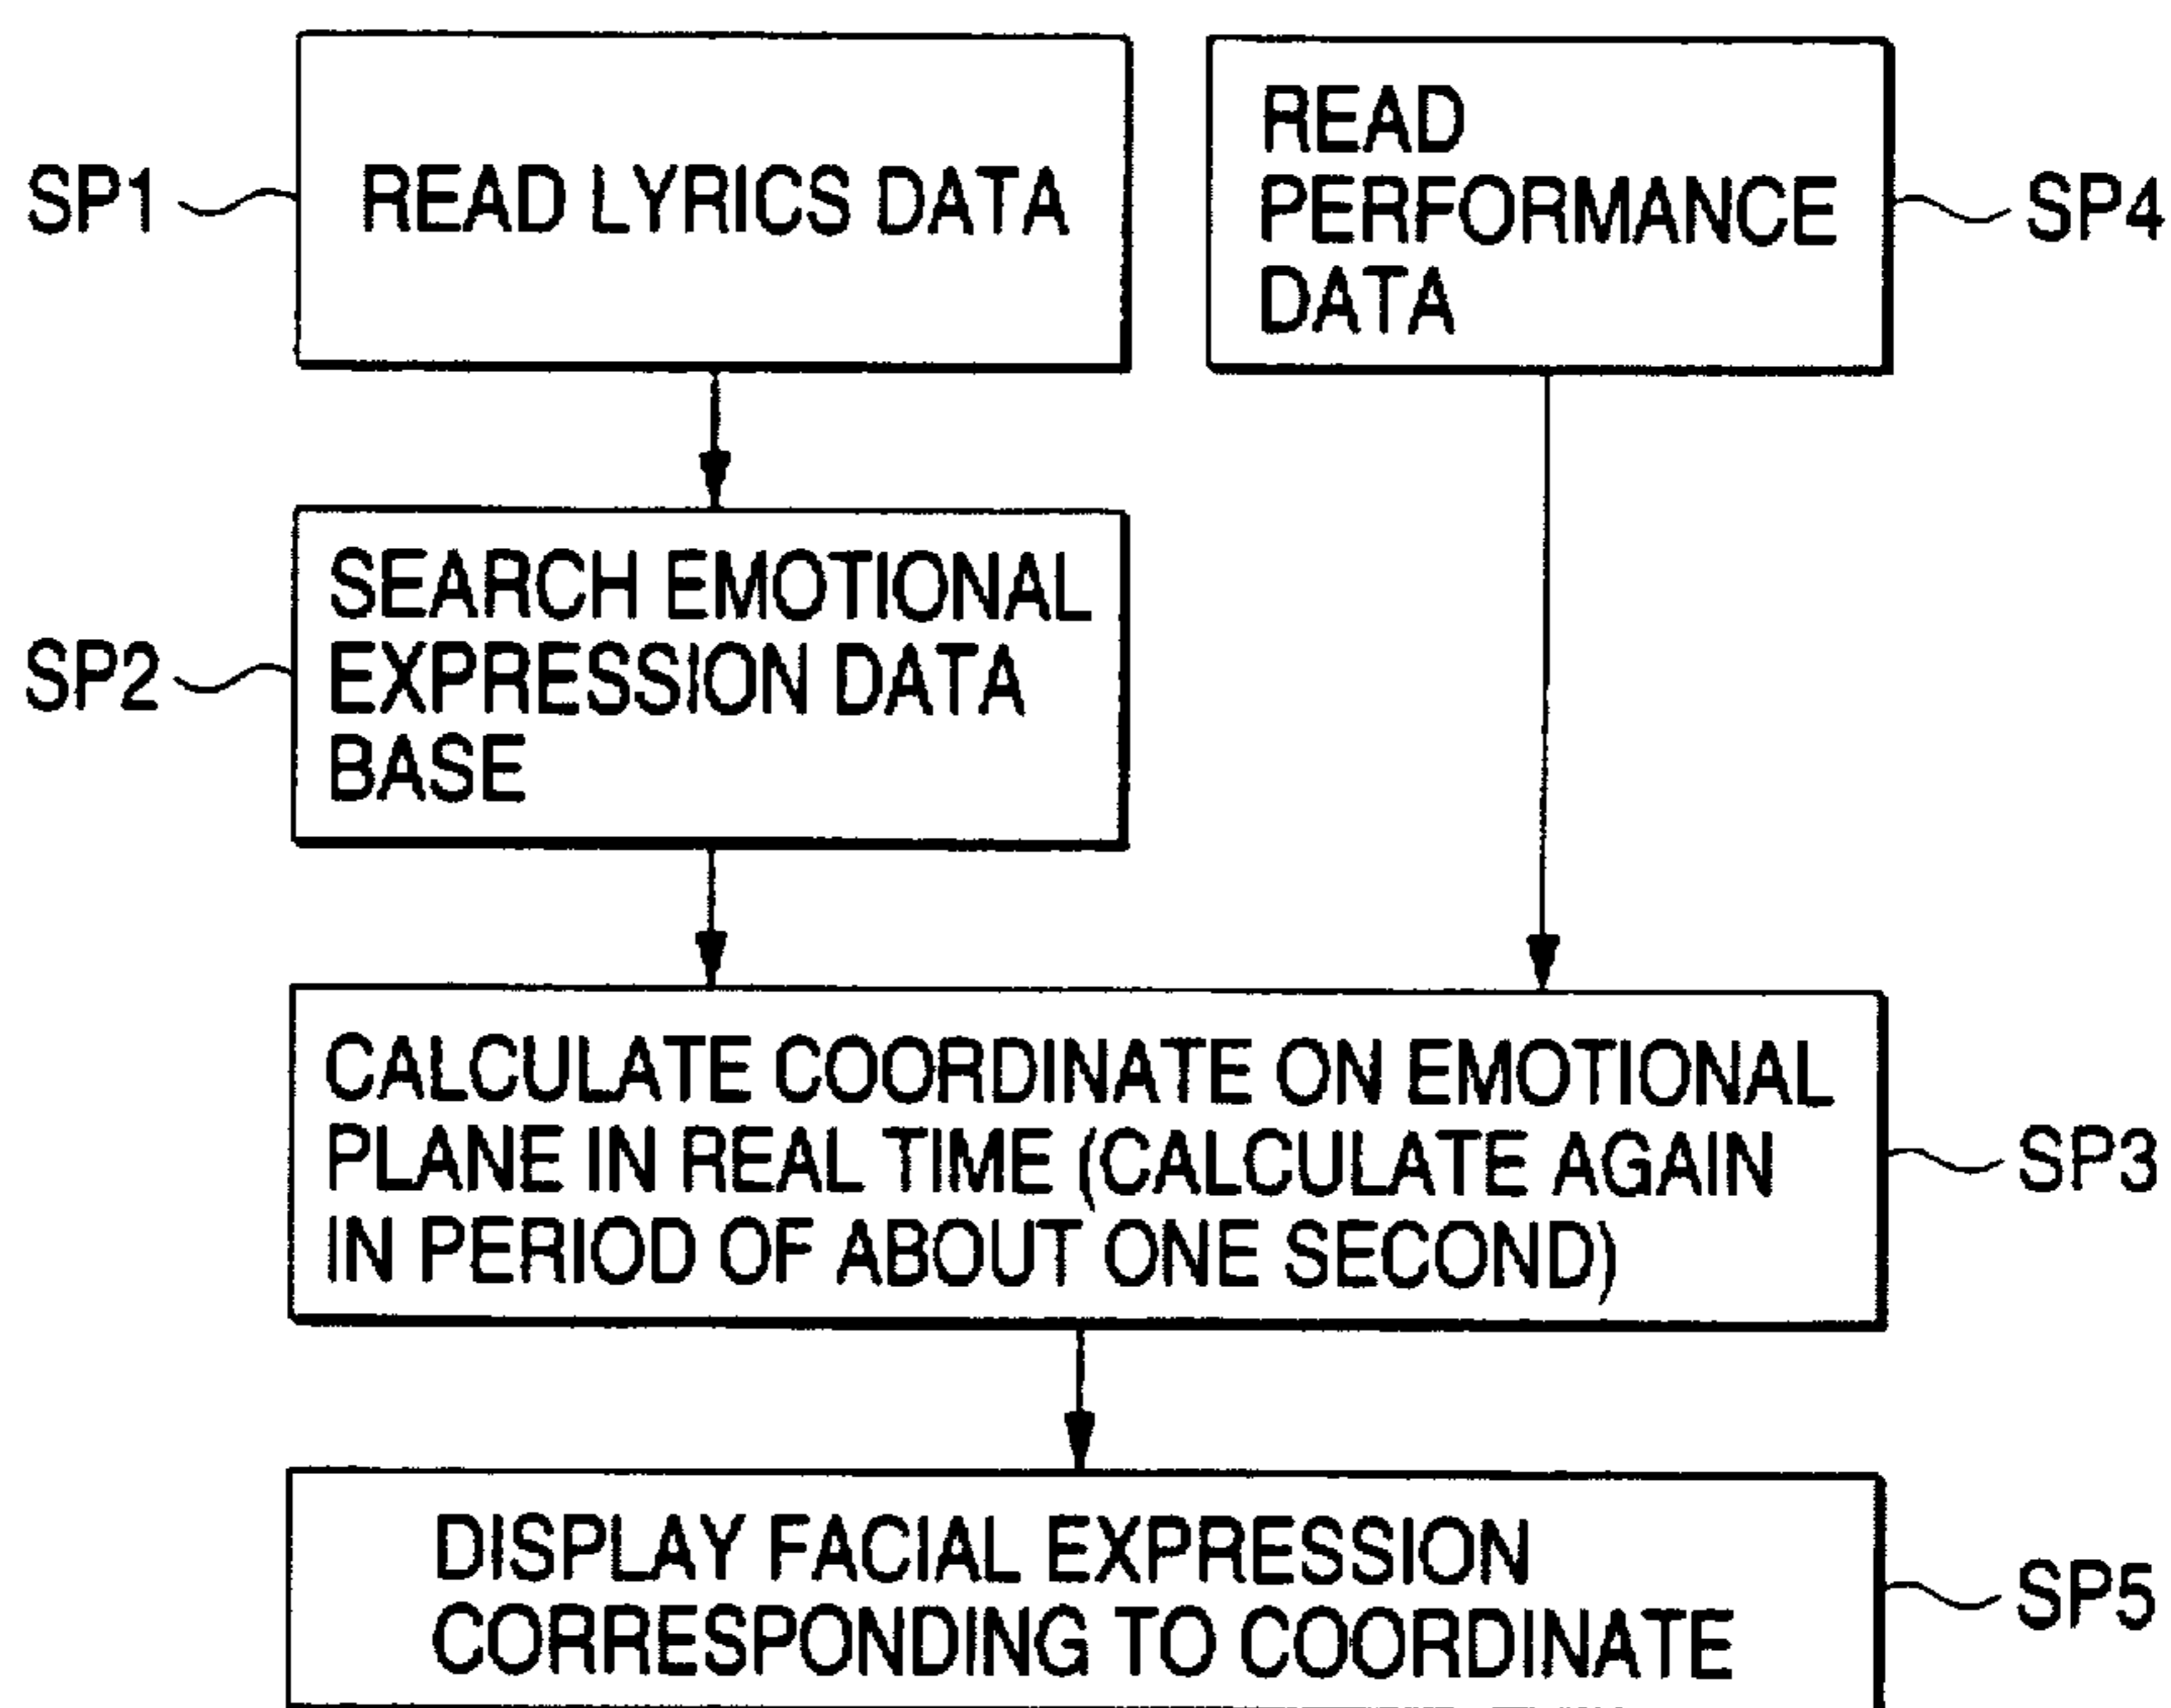 SP1
READ LYRICS DATA
READ
PERFORMANCE
DATA
SP4
SP2
SEARCH EMOTIONAL
EXPRESSION DATA
BASE
CALCULATE COORDINATE ON EMOTIONAL
PLANE IN REAL TIME (CALCULATE AGAIN
IN PERIOD OF ABOUT ONE SECOND)
SP3
DISPLAY FACIAL EXPRESSION
CORRESPONDING TO COORDINATE
SP5